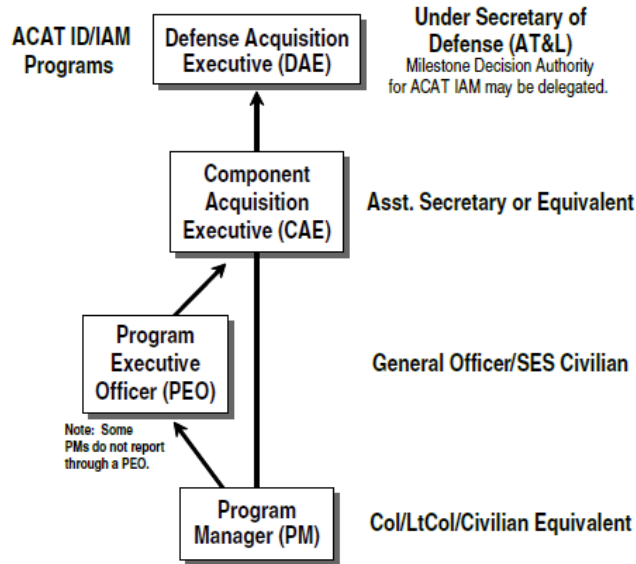 ACAT ID/IAM
Programs
Defense Acquisition
Executive (DAE)
Under Secretary of
Defense (AT&L)
Milestone Decision Authority
for ACAT IAM may be delegated.
Component
Acquisition
Executive (CAE)
Asst. Secretary or Equivalent
Program
Executive
Officer (PEO)
General Officer/SES Civilian
Note: Some
PMs do not report
through a PEO.
Program
Manager (PM)
Col/LtCol/Civilian Equivalent